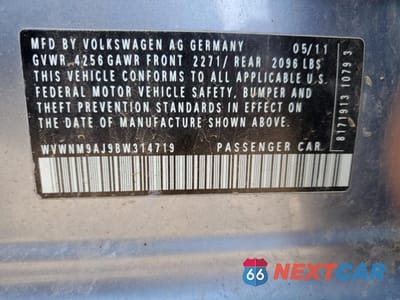 MFD BY VOLKSWAGEN AG GERMANY 05/11
GVWR 4256 GAWR FRONT 2271/ REAR 2096 LBS
THIS VEHICLE CONFORMS TO ALL APPLICABLE U.S.
FEDERAL MOTOR VEHICLE SAFETY, BUMPER AND
THEFT PREVENTION STANDARDS IN EFFECT ON THE
DATE OF MANUFACTURE SHOWN ABOVE.
WVWNM9AJ9BW314719 PASSENGER CAR
8171913 1079 3
66 NEXTCAR